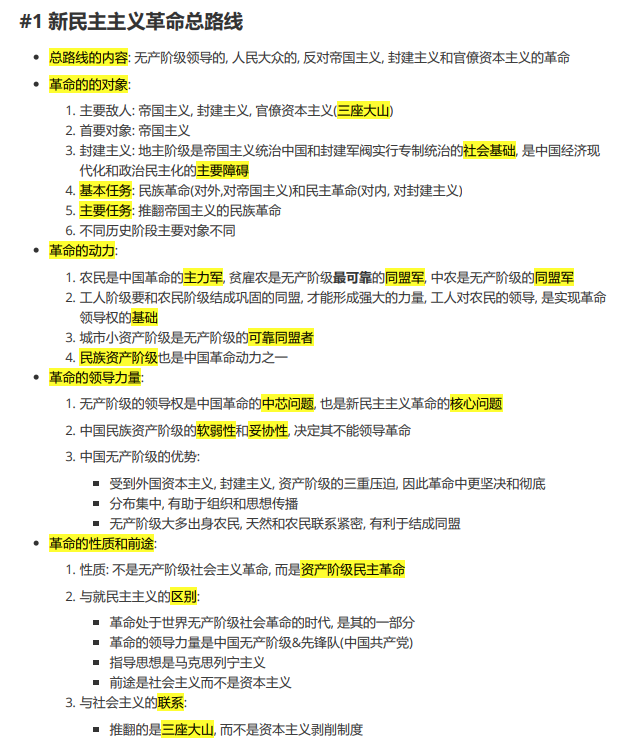 #1 新民主主义革命总路线
总路线的内容: 无产阶级领导的, 人民大众的, 反对帝国主义, 封建主义和官僚资本主义的革命
革命的的对象:
1. 主要敌人: 帝国主义, 封建主义, 官僚资本主义(三座大山)
2. 首要对象: 帝国主义
3. 封建主义: 地主阶级是帝国主义统治中国和封建军阀实行专制统治的社会基础, 是中国经济现
代化和政治民主化的主要障碍
4. 基本任务: 民族革命(对外,对帝国主义)和民主革命(对内, 对封建主义)
5. 主要任务: 推翻帝国主义的民族革命
6. 不同历史阶段主要对象不同
革命的动力:
1. 农民是中国革命的主力军, 贫雇农是无产阶级最可靠的同盟军, 中农是无产阶级的同盟军
2. 工人阶级要和农民阶级结成巩固的同盟, 才能形成强大的力量, 工人对农民的领导, 是实现革命
领导权的基础
3. 城市小资产阶级是无产阶级的可靠同盟者
4. 民族资产阶级也是中国革命动力之一
革命的领导力量:
1. 无产阶级的领导权是中国革命的中芯问题, 也是新民主主义革命的核心问题
2. 中国民族资产阶级的软弱性和妥协性, 决定其不能领导革命
3. 中国无产阶级的优势:
受到外国资本主义, 封建主义, 资产阶级的三重压迫, 因此革命中更坚决和彻底
分布集中, 有助于组织和思想传播
无产阶级大多出身农民, 天然和农民联系紧密, 有利于结成同盟
革命的性质和前途:
1. 性质: 不是无产阶级社会主义革命, 而是资产阶级民主革命
2. 与就民主主义的区别:
革命处于世界无产阶级社会革命的时代, 是其的一部分
革命的领导力量是中国无产阶级&先锋队(中国共产党)
指导思想是马克思列宁主义
前途是社会主义而不是资本主义
3. 与社会主义的联系:
推翻的是三座大山, 而不是资本主义剥削制度